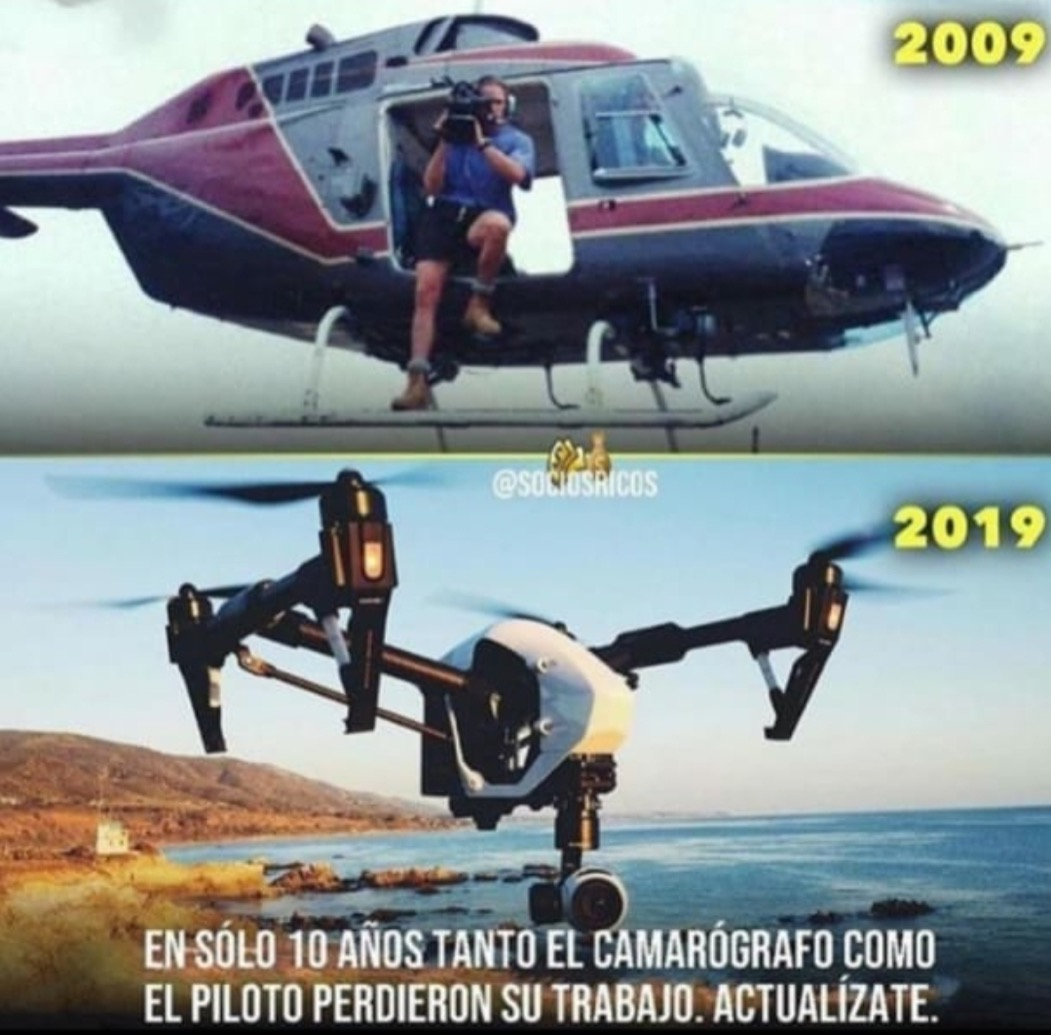 2009
@SOCIOSRICOS
2019
EN SÓLO 10 AÑOS TANTO EL CAMARÓGRAFO COMO
EL PILOTO PERDIERON SU TRABAJO. ACTUALÍZATE.